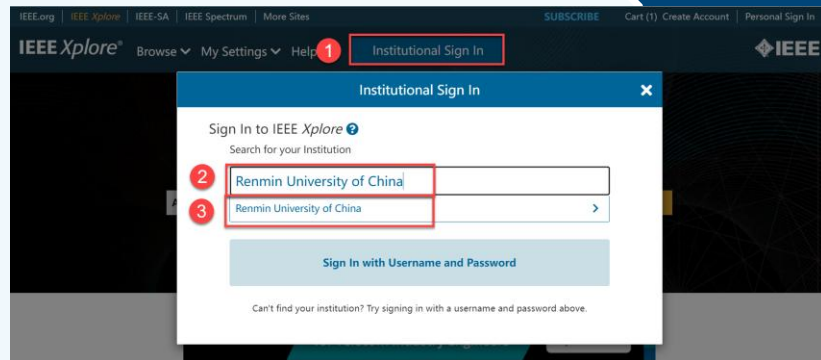 IEEE.org | IEEE Xplore | IEEE-SA | IEEE Spectrum | More Sites SUBSCRIBE Cart (1) Create Account | Personal Sign In
IEEE Xplore® Browse My Settings Help 1 Institutional Sign In IEEE
Institutional Sign In
Sign In to IEEE Xplore ?
Search for your Institution
2 Renmin University of China
3 Renmin University of China
Sign In with Username and Password
Can't find your institution? Try signing in with a username and password above.